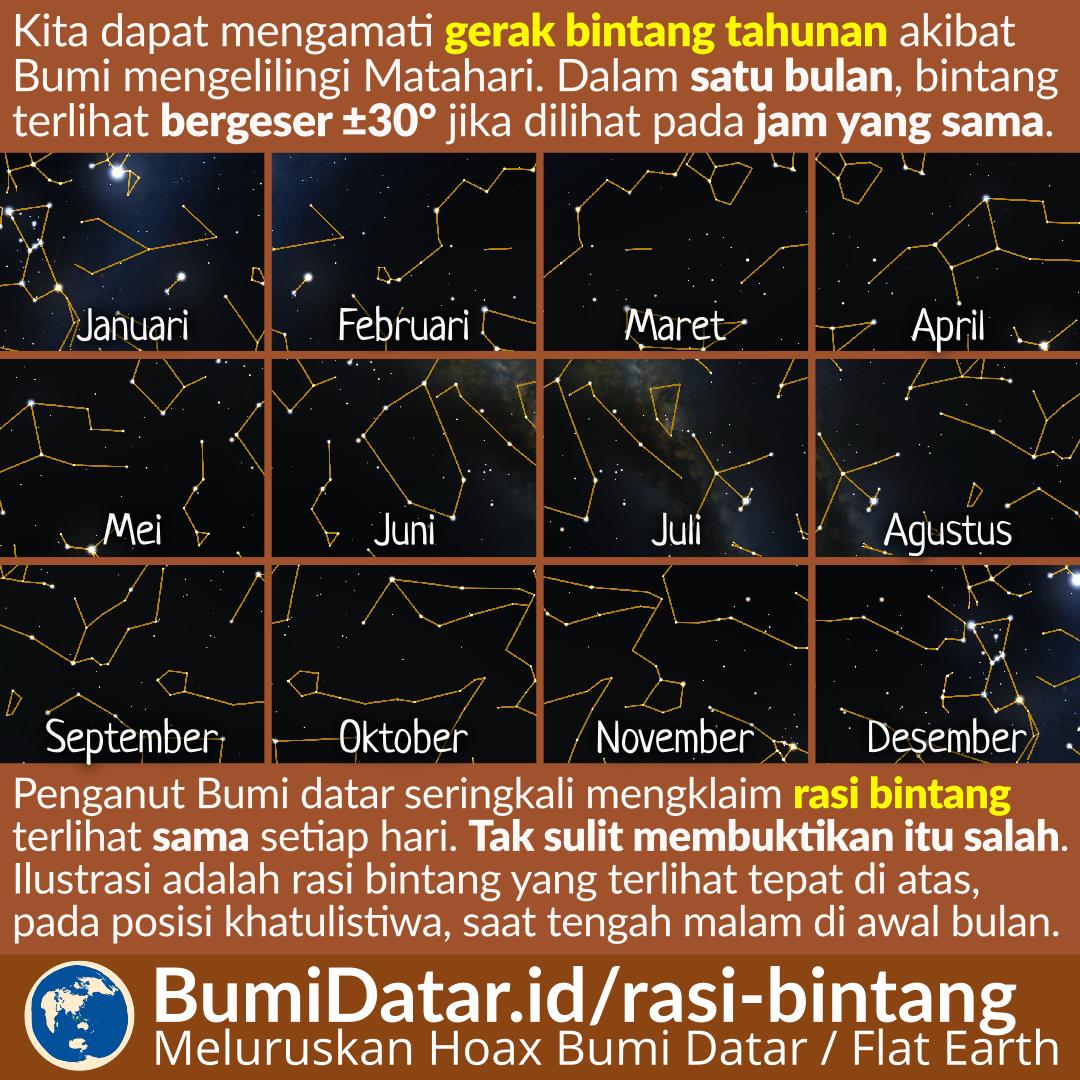 Kita dapat mengamati gerak bintang tahunan akibat
Bumi mengelilingi Matahari. Dalam satu bulan, bintang
terlihat bergeser ±30° jika dilihat pada jam yang sama.
Januari
Februari
Maret
April
Mei
Juni
Juli
Agustus
September
Oktober
November
Desember
Penganut Bumi datar seringkali mengklaim rasi bintang
terlihat sama setiap hari. Tak sulit membuktikan itu salah.
Ilustrasi adalah rasi bintang yang terlihat tepat di atas,
pada posisi khatulistiwa, saat tengah malam di awal bulan.
BumiDatar.id/rasi-bintang
Meluruskan Hoax Bumi Datar / Flat Earth